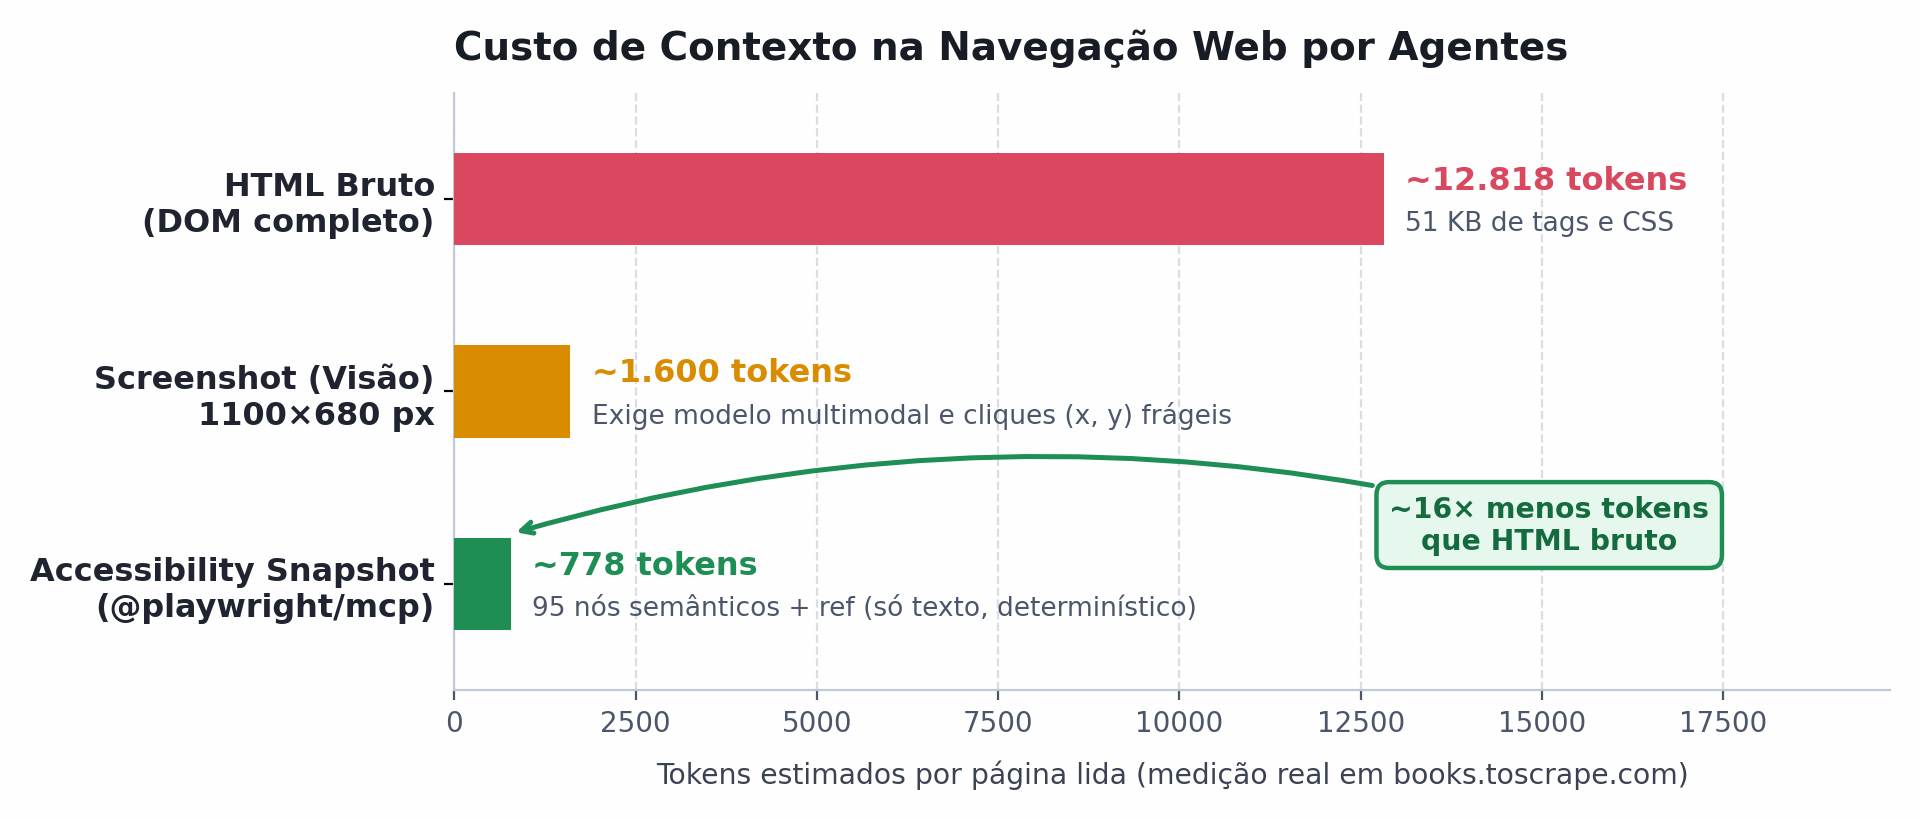 Custo de Contexto na Navegação Web por Agentes
HTML Bruto
(DOM completo)
~12.818 tokens
51 KB de tags e CSS
Screenshot (Visão)
1100×680 px
~1.600 tokens
Exige modelo multimodal e cliques (x, y) frágeis
~16× menos tokens
que HTML bruto
Accessibility Snapshot
(@playwright/mcp)
~778 tokens
95 nós semânticos + ref (só texto, determinístico)
0 2500 5000 7500 10000 12500 15000 17500
Tokens estimados por página lida (medição real em books.toscrape.com)